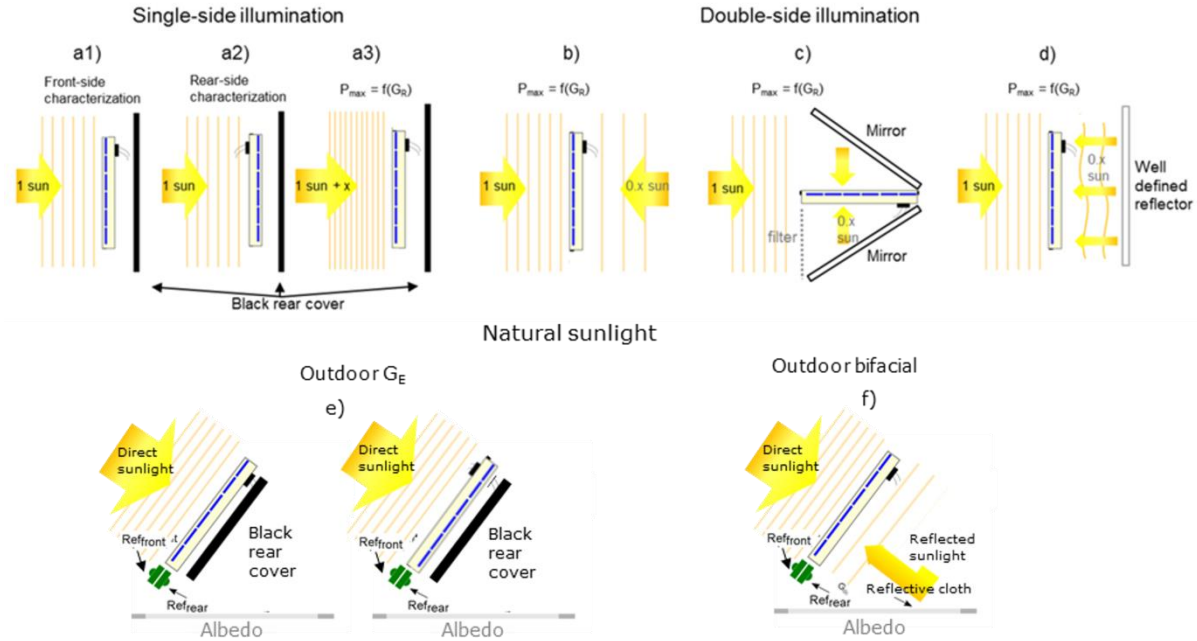 Single-side illumination
Double-side illumination
a1)
a2)
a3)
b)
c)
d)
Front-side
characterization
Rear-side
characterization
Pmax = f(GR)
Pmax = f(GR)
Pmax = f(GR)
Pmax = f(GR)
1 sun
1 sun
1 sun + x
1 sun
0.x sun
1 sun
Mirror
0.x
sun
filter
Mirror
1 sun
0.x
sun
Well
defined
reflector
Black rear cover
Natural sunlight
Outdoor GE
e)
Outdoor bifacial
f)
Direct
sunlight
Reffront
Black
rear
cover
Refrear
Albedo
Direct
sunlight
Reffront
Black
rear
cover
Refrear
Albedo
Direct
sunlight
Reffront
Reflected
sunlight
Reflective cloth
Refrear
Albedo